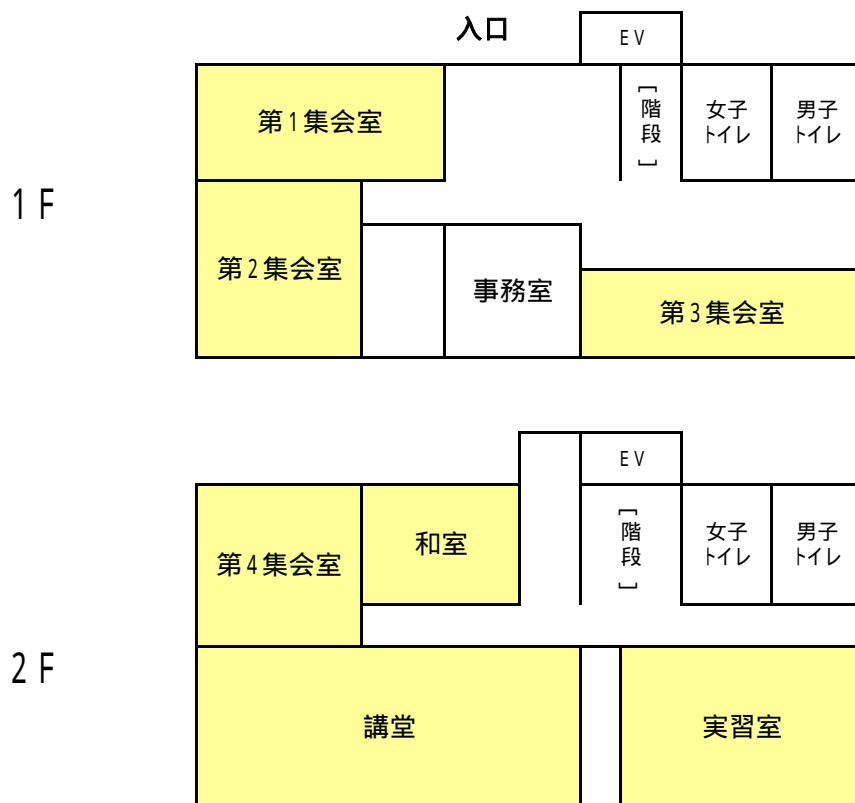 入口
EV
第1集会室
[階段]
女子
トイレ
男子
トイレ
1F
第2集会室
事務室
第3集会室
EV
第4集会室
和室
[階段]
女子
トイレ
男子
トイレ
2F
講堂
実習室